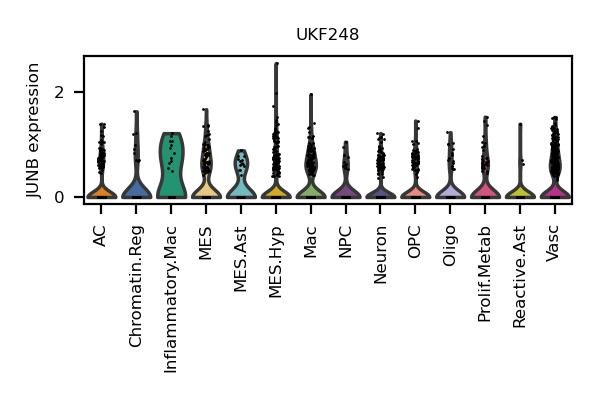 UKF248
JUNB expression
2
0
AC
Chromatin.Reg
Inflammatory.Mac
MES
MES.Ast
MES.Hyp
Mac
NPC
Neuron
OPC
Oligo
Prolif.Metab
Reactive.Ast
Vasc